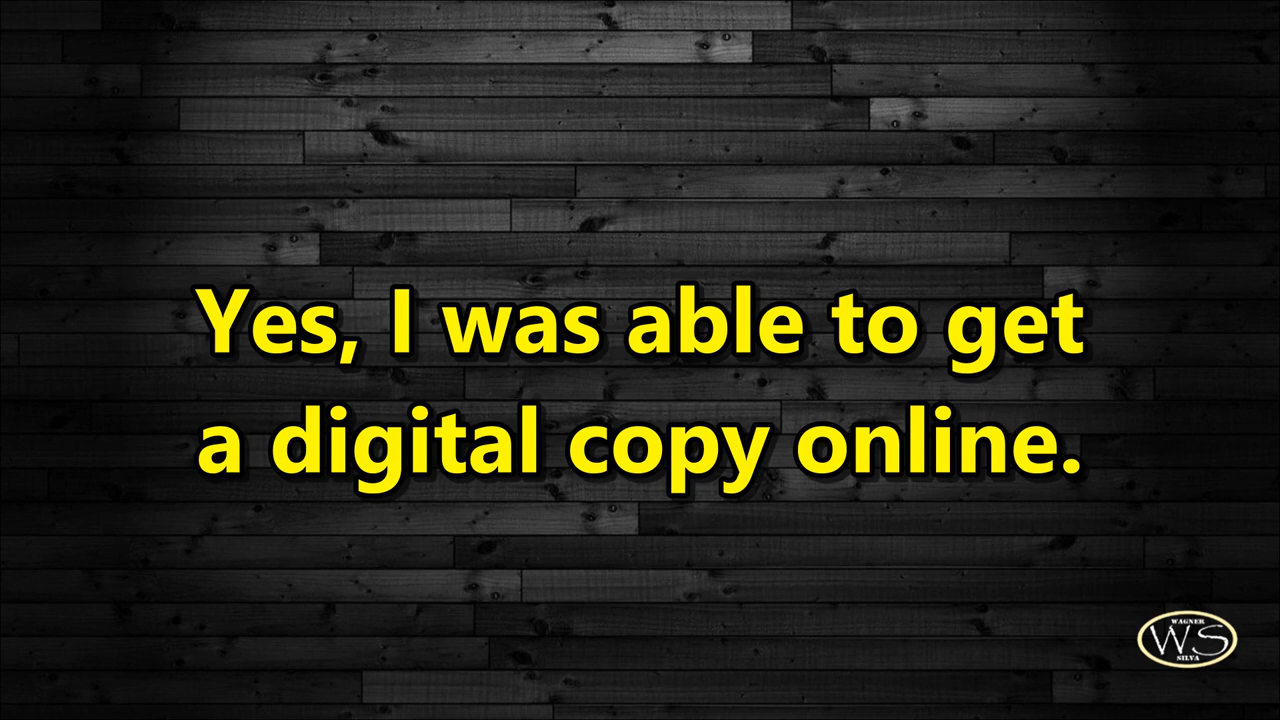 Yes, I was able to get
a digital copy online.
WAGNER
WS
SILVA